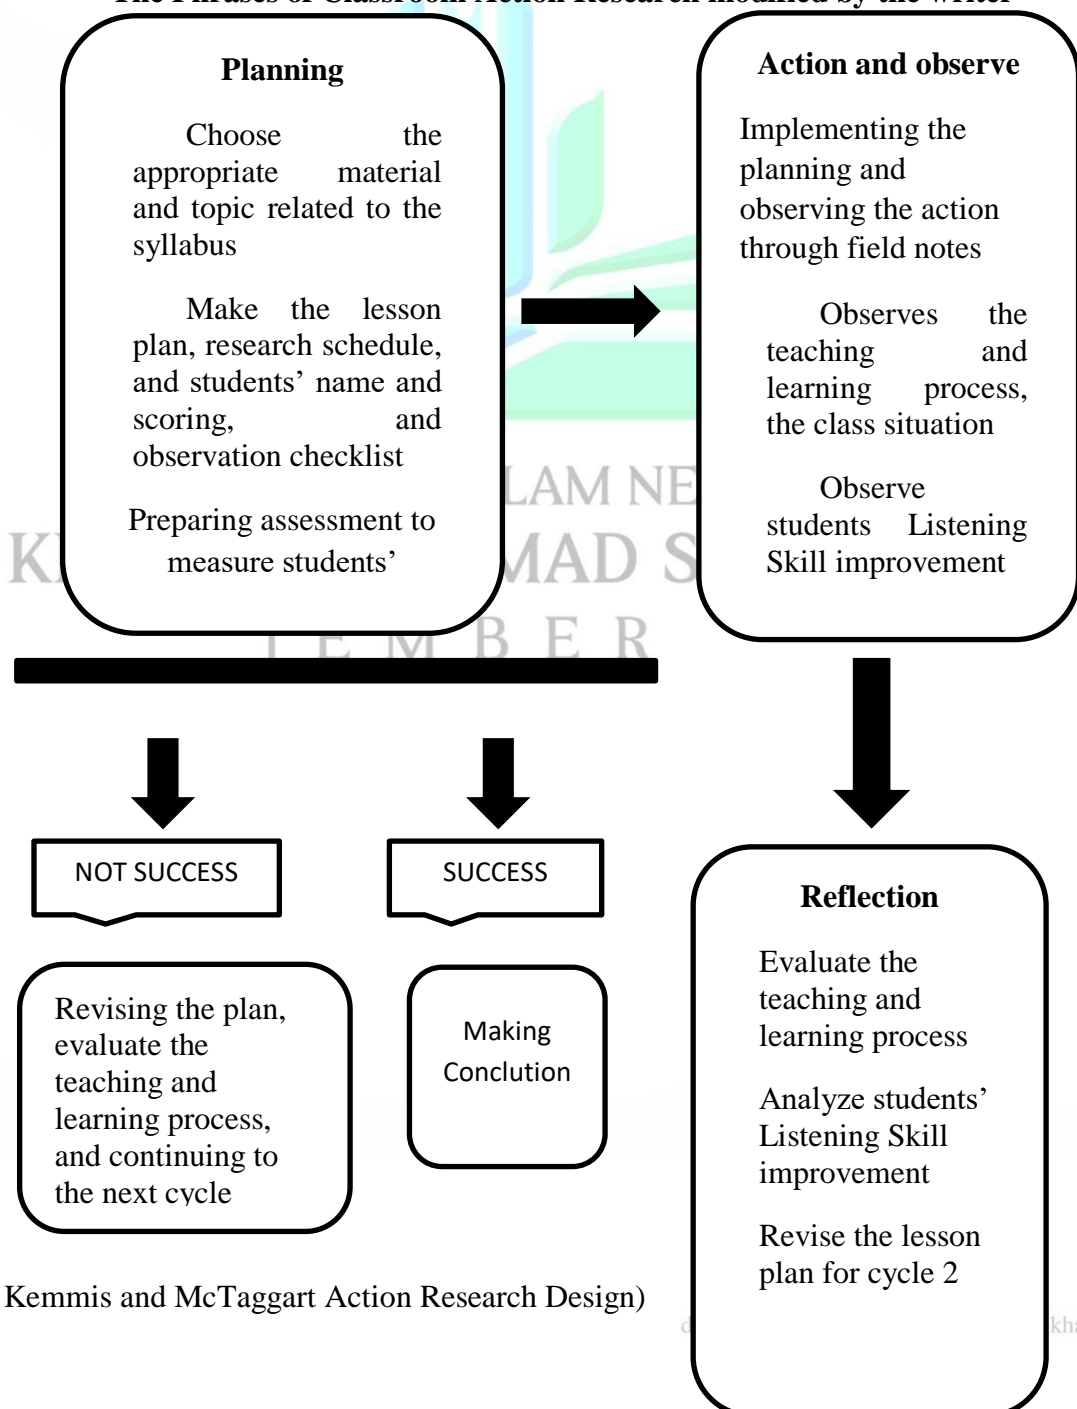 The Phrases of Classroom Action Research modified by the writer
Planning
Choose the
appropriate material
and topic related to the
syllabus
Make the lesson
plan, research schedule,
and students’ name and
scoring, and
observation checklist
Preparing assessment to
measure students’
Action and observe
Implementing the
planning and
observing the action
through field notes
Observes the
teaching and
learning process,
the class situation
Observe
students Listening
Skill improvement
LAM NE
MAD S
EMBER
NOT SUCCESS
SUCCESS
Revising the plan,
evaluate the
teaching and
learning process,
and continuing to
the next cycle
Making
Conclution
Reflection
Evaluate the
teaching and
learning process
Analyze students’
Listening Skill
improvement
Revise the lesson
plan for cycle 2
Kemmis and McTaggart Action Research Design)